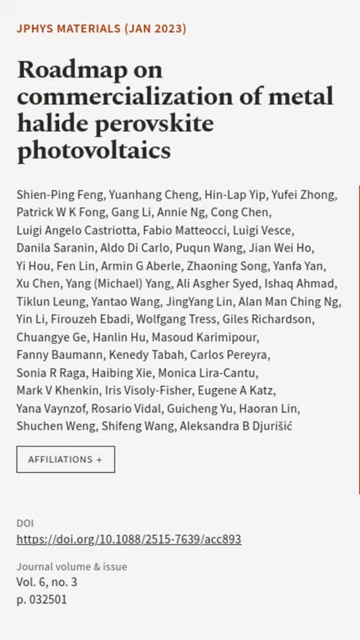 JPHYS MATERIALS (JAN 2023)
Roadmap on
commercialization of metal
halide perovskite
photovoltaics
Shien-Ping Feng, Yuanhang Cheng, Hin-Lap Yip, Yufei Zhong,
Patrick W K Fong, Gang Li, Annie Ng, Cong Chen,
Luigi Angelo Castriotta, Fabio Matteocci, Luigi Vesce,
Danila Saranin, Aldo Di Carlo, Puqun Wang, Jian Wei Ho,
Yi Hou, Fen Lin, Armin G Aberle, Zhaoning Song, Yanfa Yan,
Xu Chen, Yang (Michael) Yang, Ali Asgher Syed, Ishaq Ahmad,
Tiklun Leung, Yantao Wang, JingYang Lin, Alan Man Ching Ng,
Yin Li, Firouzeh Ebadi, Wolfgang Tress, Giles Richardson,
Chuangye Ge, Hanlin Hu, Masoud Karimipour,
Fanny Baumann, Kenedy Tabah, Carlos Pereyra,
Sonia R Raga, Haibing Xie, Monica Lira-Cantu,
Mark V Khenkin, Iris Visoly-Fisher, Eugene A Katz,
Yana Vaynzof, Rosario Vidal, Guicheng Yu, Haoran Lin,
Shuchen Weng, Shifeng Wang, Aleksandra B Djurišić
AFFILIATIONS +
DOI
https://doi.org/10.1088/2515-7639/acc893
Journal volume & issue
Vol. 6, no. 3
p. 032501